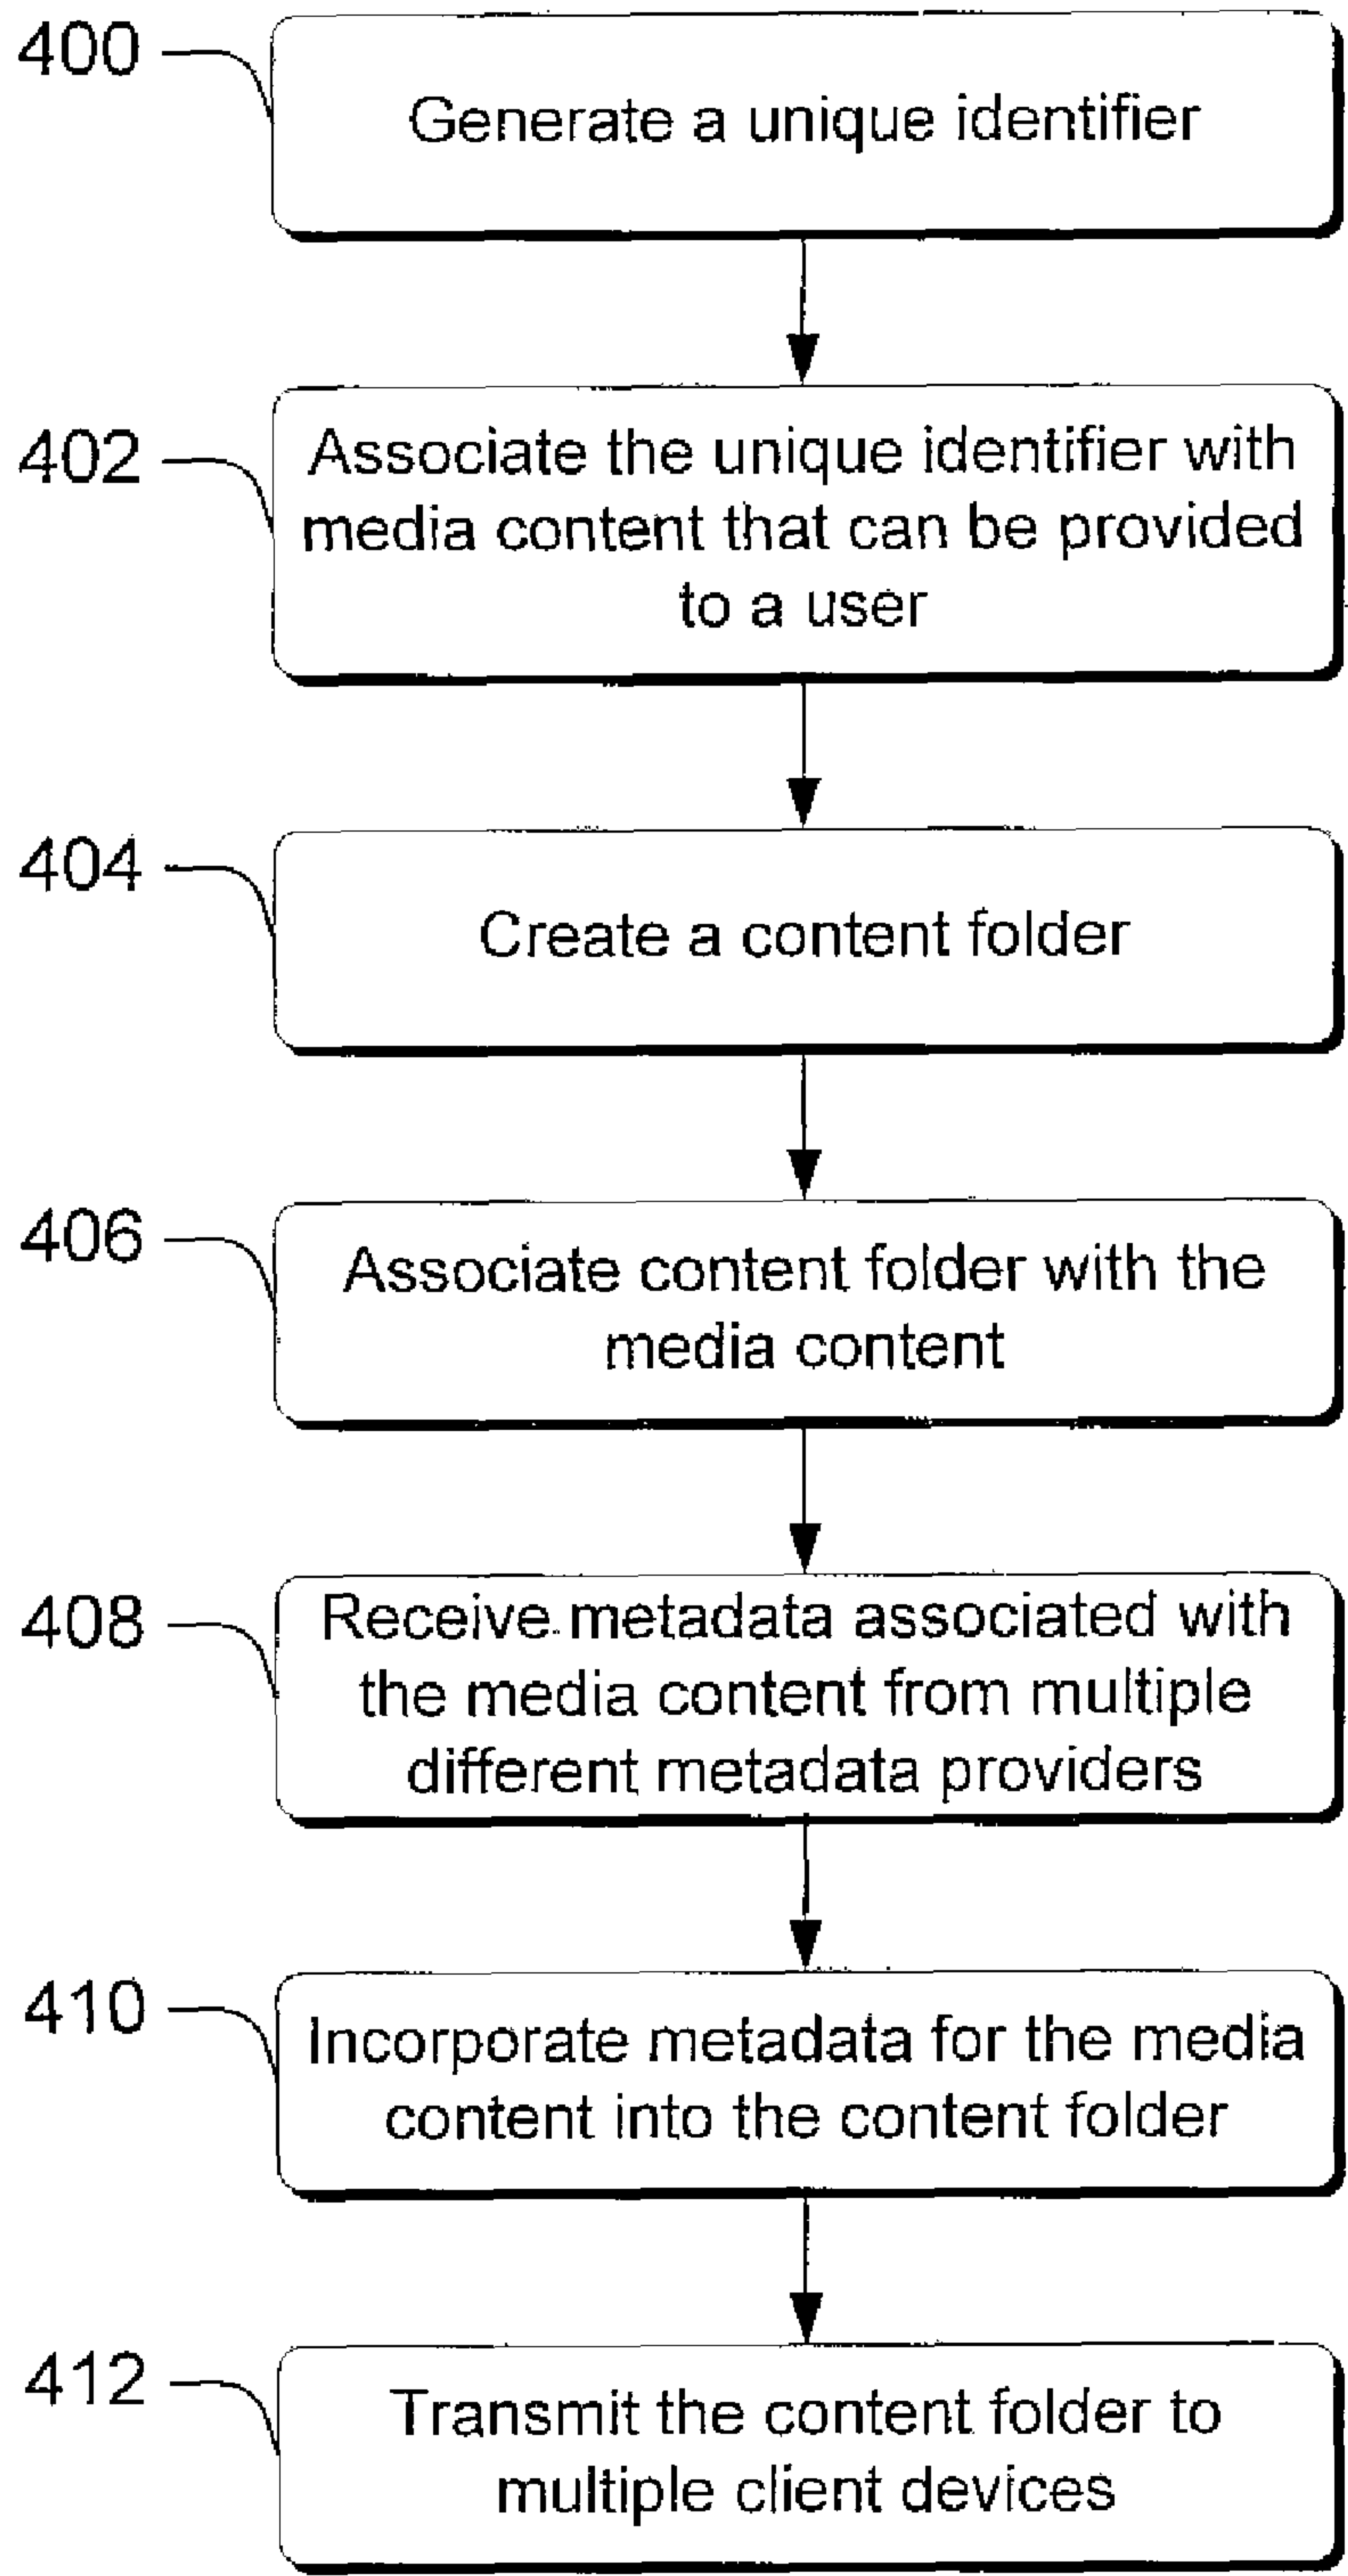 400
Generate a unique identifier
402
Associate the unique identifier with
media content that can be provided
to a user
404
Create a content folder
406
Associate content folder with the
media content
408
Receive metadata associated with
the media content from multiple
different metadata providers
410
Incorporate metadata for the media
content into the content folder
412
Transmit the content folder to
multiple client devices